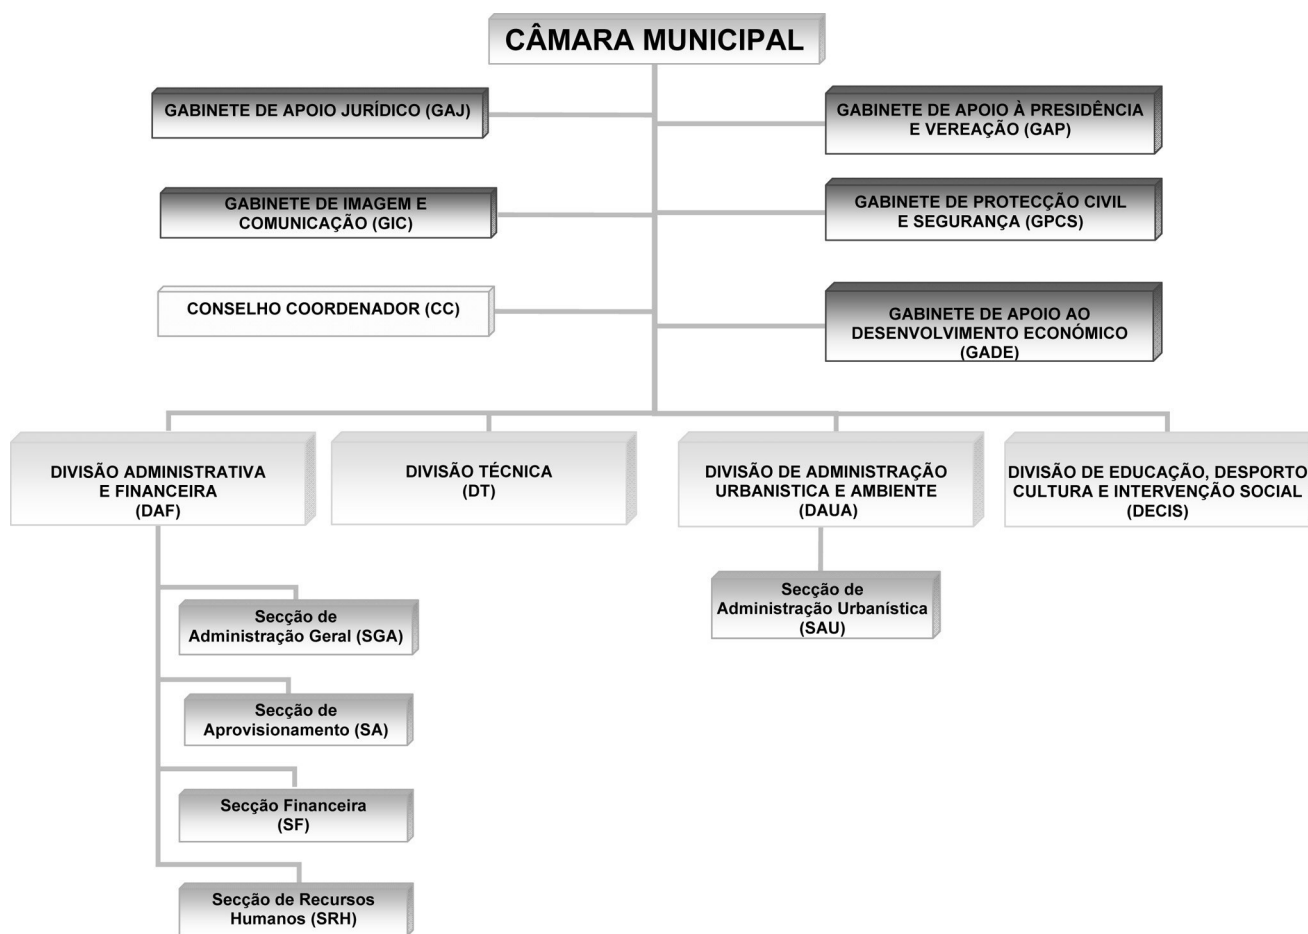 CÂMARA MUNICIPAL
GABINETE DE APOIO JURÍDICO (GAJ)
GABINETE DE APOIO À PRESIDÊNCIA
E VEREAÇÃO (GAP)
GABINETE DE IMAGEM E
COMUNICAÇÃO (GIC)
GABINETE DE PROTECÇÃO CIVIL
E SEGURANÇA (GPCS)
CONSELHO COORDENADOR (CC)
GABINETE DE APOIO AO
DESENVOLVIMENTO ECONÓMICO
(GADE)
DIVISÃO ADMINISTRATIVA
E FINANCEIRA
(DAF)
DIVISÃO TÉCNICA
(DT)
DIVISÃO DE ADMINISTRAÇÃO
URBANISTICA E AMBIENTE
(DAUA)
DIVISÃO DE EDUCAÇÃO, DESPORTO
CULTURA E INTERVENÇÃO SOCIAL
(DECIS)
Secção de
Administração Geral (SGA)
Secção de
Aprovisionamento (SA)
Secção Financeira
(SF)
Secção de Recursos
Humanos (SRH)
Secção de
Administração Urbanística
(SAU)